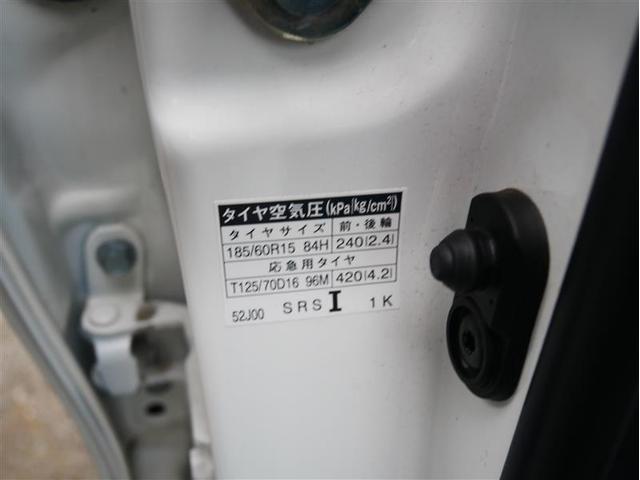 タイヤ空気圧(kPa{kg/cm²})
タイヤサイズ 前・後輪
185/60R15 84H 240{2.4}
応急用タイヤ
T125/70D16 96M 420{4.2}
52J00 SRS I 1K